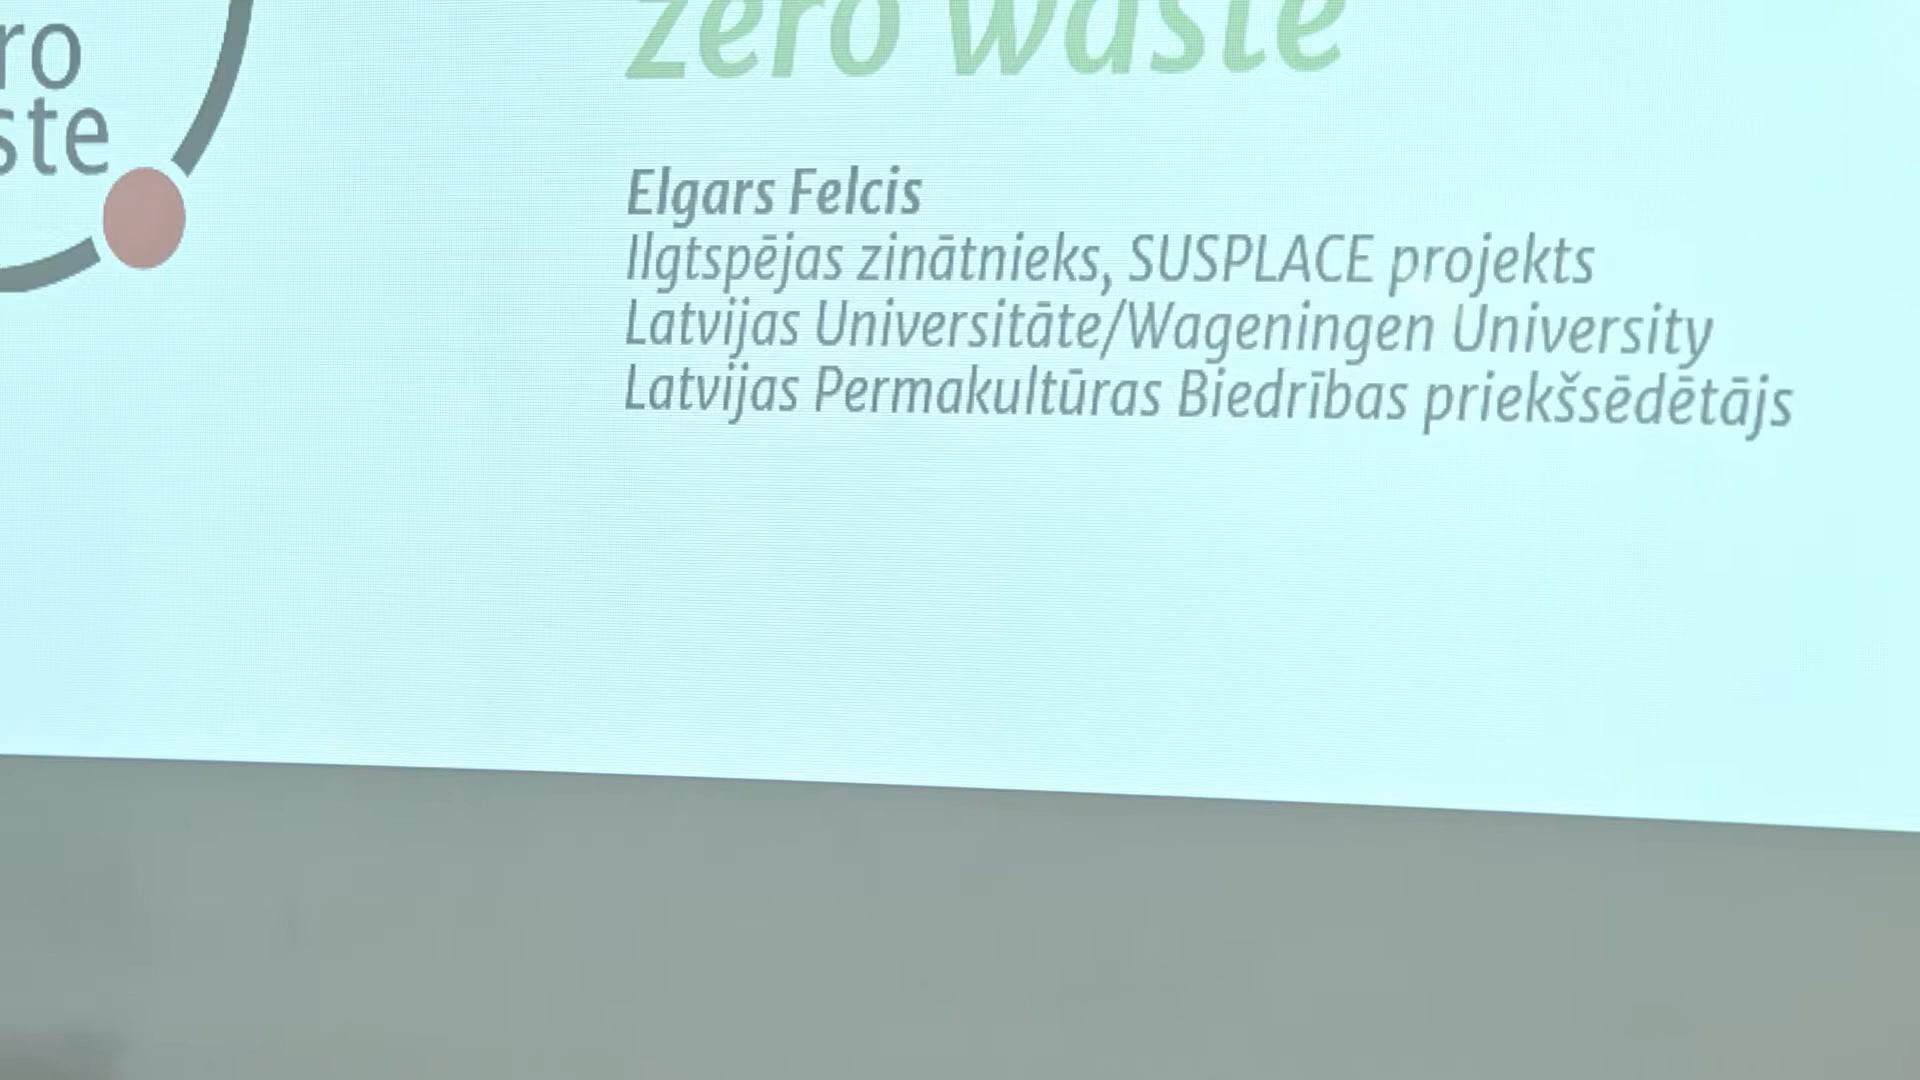 zero waste
ro
ste
Elgars Felcis
Ilgtspējas zinātnieks, SUSPLACE projekts
Latvijas Universitāte/Wageningen University
Latvijas Permakultūras Biedrības priekšsēdētājs